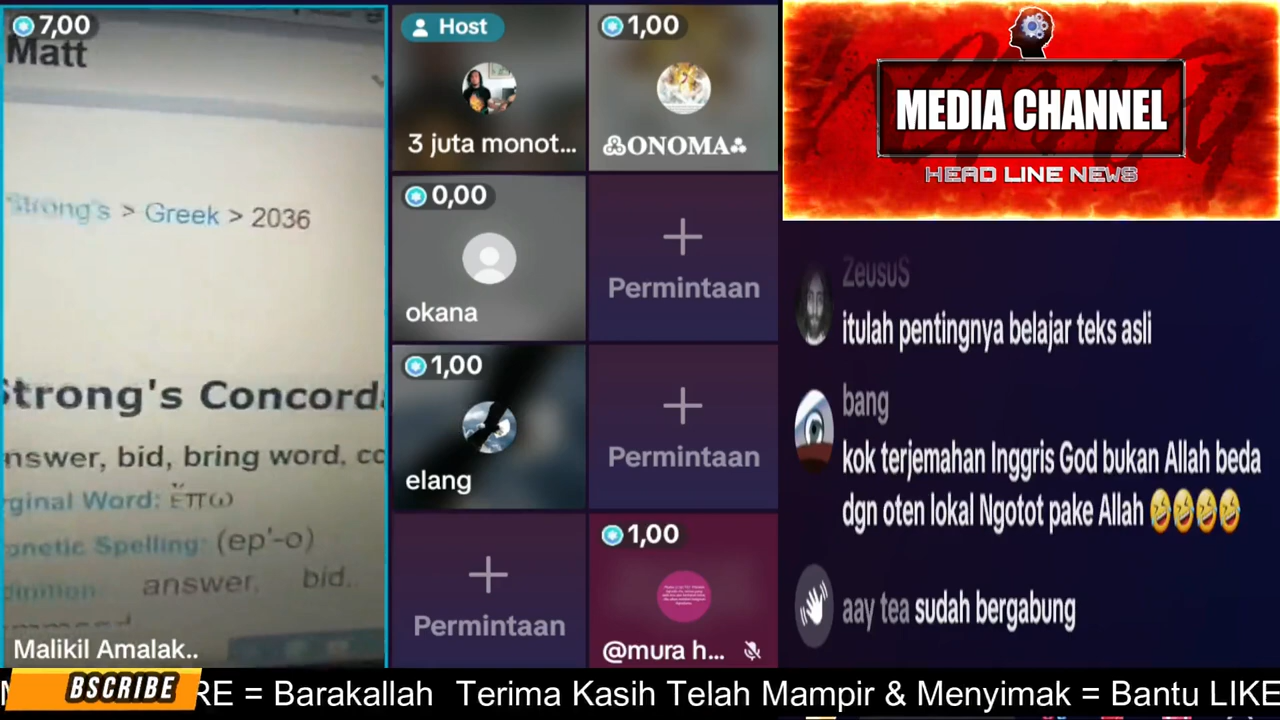 7,00
Matt
Strong's > Greek > 2036
Strong's Concord
nswer, bid, bring word, co
ginal Word: ἔπω
onetic Spelling: (ep'-o)
answer, bid..
Malikil Amalak..
Host
3 juta monot...
1,00
ONOMA
0,00
okana
Permintaan
1,00
elang
Permintaan
Permintaan
1,00
@mura h...
MEDIA CHANNEL
HEAD LINE NEWS
ZeusuS
itulah pentingnya belajar teks asli
bang
kok terjemahan Inggris God bukan Allah beda
dgn oten lokal Ngotot pake Allah 🤣🤣🤣🤣
aay tea sudah bergabung
BSCRIBE
RE = Barakallah Terima Kasih Telah Mampir & Menyimak = Bantu LIKE